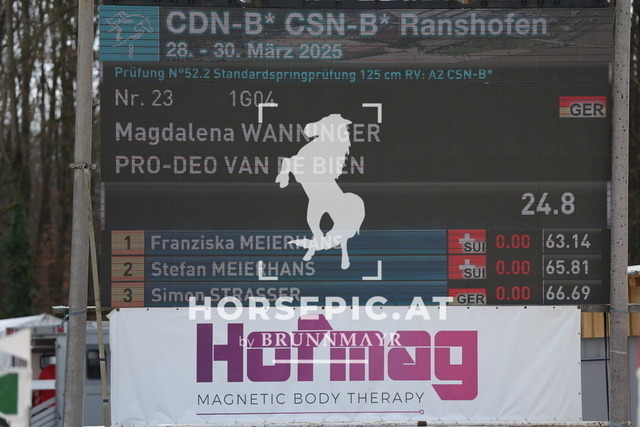 CDN-B* CSN-B* Ranshofen
28. - 30. März 2025
Prüfung N°52.2 Standardspringprüfung 125 cm RV: A2 CSN-B*
Nr. 23 1G04
GER
Magdalena WANNINGER
PRO-DEO VAN DE BIEN
24.8
1 Franziska MEIERHANS SUI 0.00 63.14
2 Stefan MEIERHANS SUI 0.00 65.81
3 Simon STRASSER GER 0.00 66.69
HORSEPIC.AT
by BRUNNMAYR
Hofmag
MAGNETIC BODY THERAPY